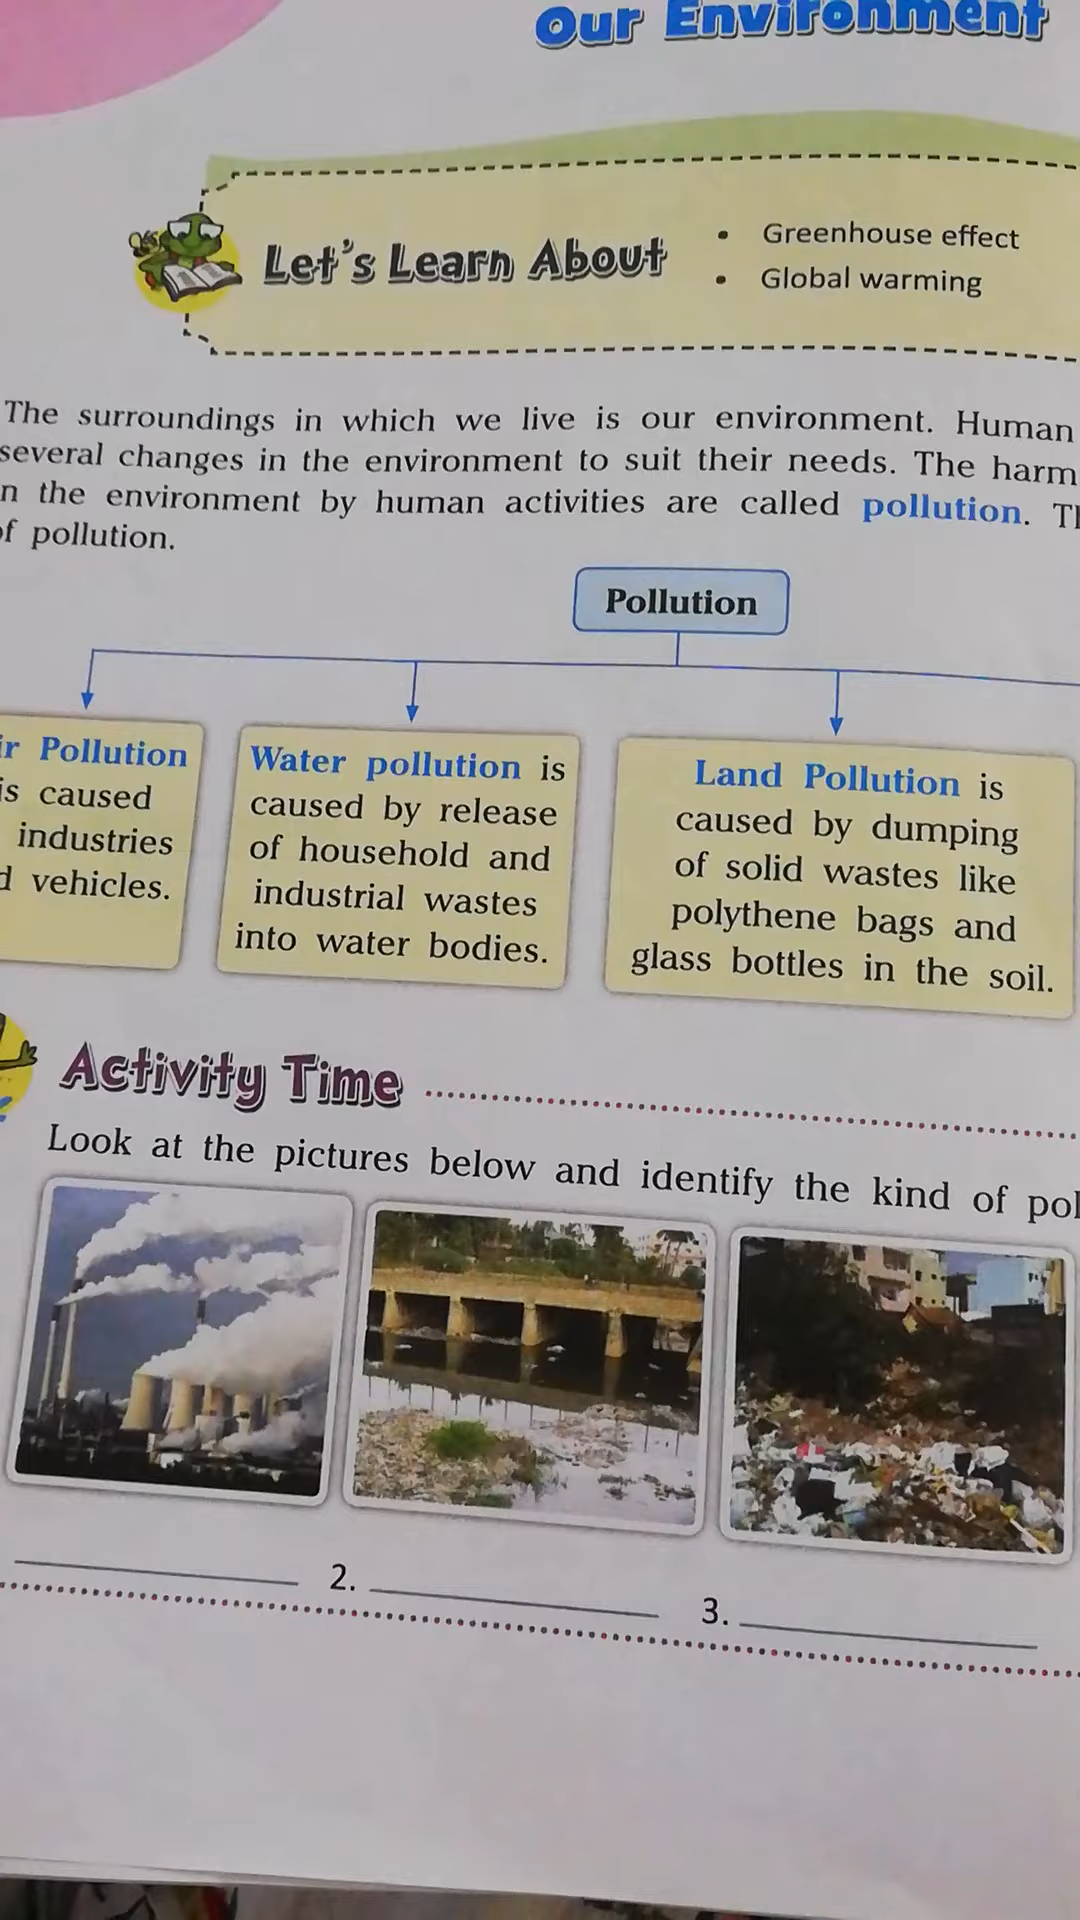 Our Environment
Let's Learn About
• Greenhouse effect
• Global warming
The surroundings in which we live is our environment. Human
several changes in the environment to suit their needs. The harm
n the environment by human activities are called pollution. Th
of pollution.
Pollution
ir Pollution
is caused
industries
d vehicles.
Water pollution is
caused by release
of household and
industrial wastes
into water bodies.
Land Pollution is
caused by dumping
of solid wastes like
polythene bags and
glass bottles in the soil.
Activity Time
Look at the pictures below and identify the kind of pol
2.
3.